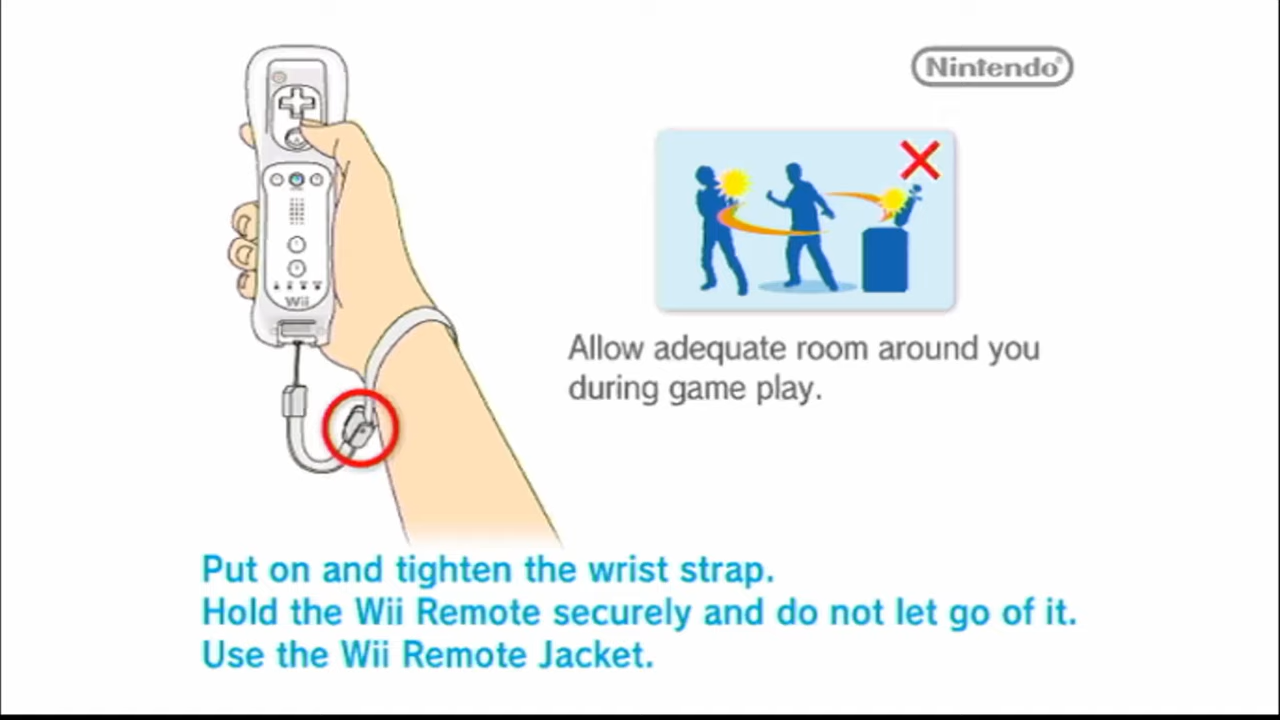 Nintendo®
Wii
Allow adequate room around you
during game play.
Put on and tighten the wrist strap.
Hold the Wii Remote securely and do not let go of it.
Use the Wii Remote Jacket.